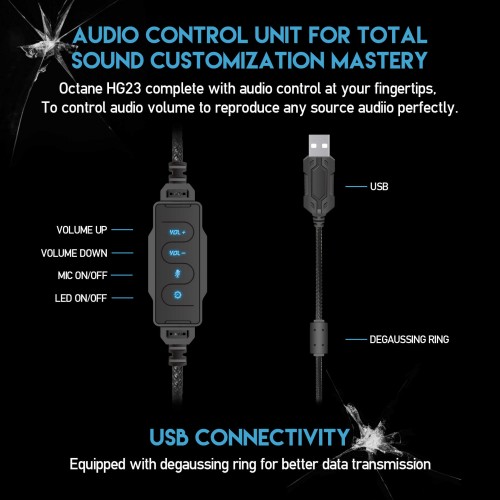 AUDIO CONTROL UNIT FOR TOTAL
SOUND CUSTOMIZATION MASTERY
Octane HG23 complete with audio control at your fingertips,
To control audio volume to reproduce any source audiio perfectly.
USB
VOLUME UP
VOL +
VOLUME DOWN
VOL -
MIC ON/OFF
LED ON/OFF
DEGAUSSING RING
USB CONNECTIVITY
Equipped with degaussing ring for better data transmission